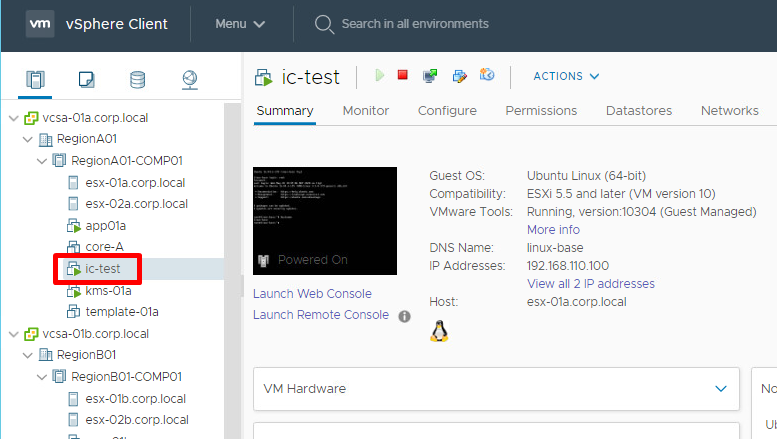 vm vSphere Client Menu Search in all environments
ic-test ACTIONS
Summary Monitor Configure Permissions Datastores Networks
vcsa-01a.corp.local
RegionA01
RegionA01-COMP01
esx-01a.corp.local
esx-02a.corp.local
app01a
core-A
ic-test
kms-01a
template-01a
vcsa-01b.corp.local
RegionB01
RegionB01-COMP01
esx-01b.corp.local
esx-02b.corp.local
Powered On
Launch Web Console
Launch Remote Console
Guest OS: Ubuntu Linux (64-bit)
Compatibility: ESXi 5.5 and later (VM version 10)
VMware Tools: Running, version:10304 (Guest Managed)
More info
DNS Name: linux-base
IP Addresses: 192.168.110.100
View all 2 IP addresses
Host: esx-01a.corp.local
VM Hardware
No